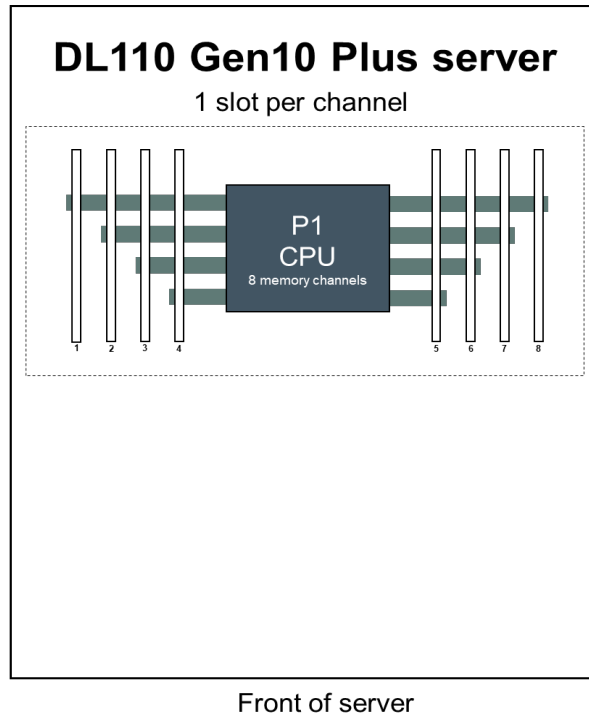 DL110 Gen10 Plus server
1 slot per channel
P1
CPU
8 memory channels
1 2 3 4 5 6 7 8
Front of server